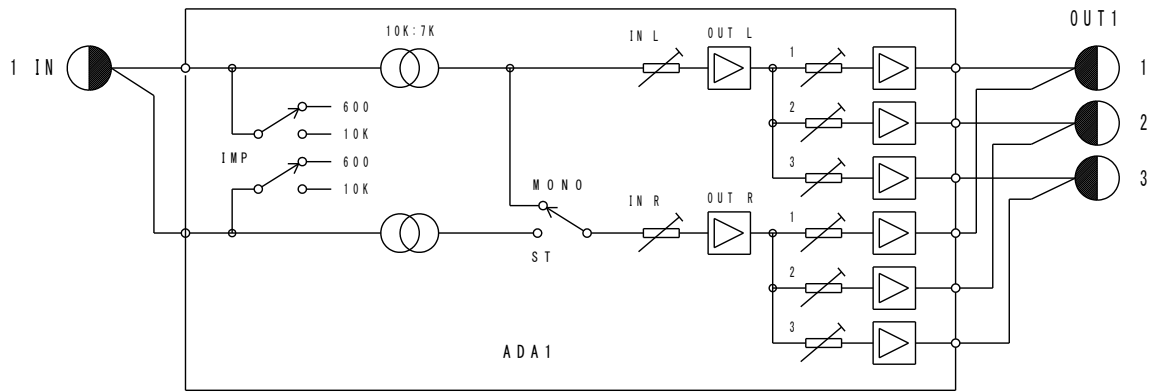 OUT1
10K:7K
IN L
OUT L
1
1 IN
1
600
2
2
10K
IMP
600
3
3
10K
MONO
IN R
OUT R
1
ST
2
3
ADA1